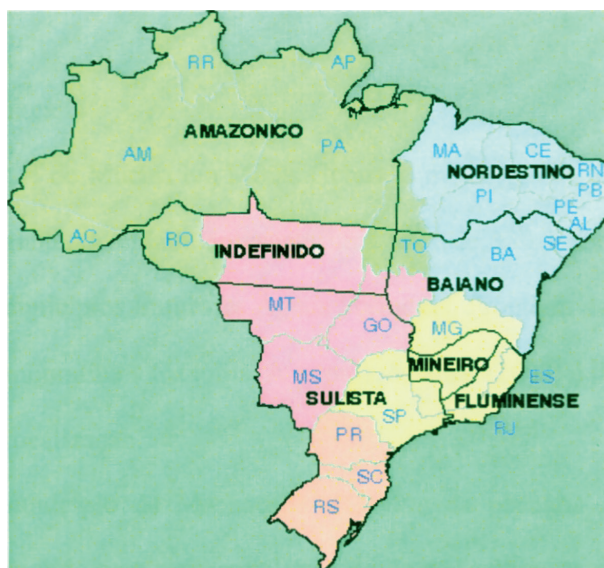 RR
AP
AMAZONICO
AM
PA
MA
CE
NORDESTINO
RN
PB
PI
PE
AL
AC
RO
TO
SE
INDEFINIDO
BA
BAIANO
MT
GO
MG
MS
MINEIRO
ES
SULISTA
FLUMINENSE
SP
RJ
PR
SC
RS